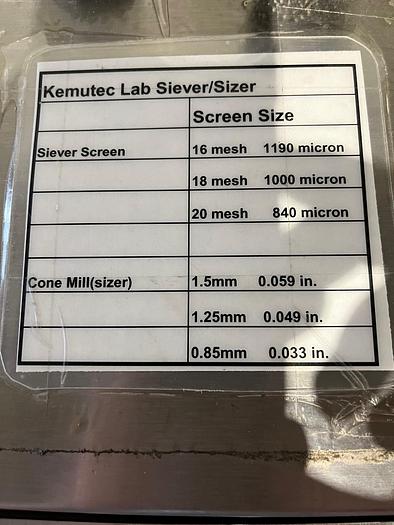 Kemutec Lab Siever/Sizer
Screen Size
Siever Screen 16 mesh 1190 micron
18 mesh 1000 micron
20 mesh 840 micron
Cone Mill(sizer) 1.5mm 0.059 in.
1.25mm 0.049 in.
0.85mm 0.033 in.